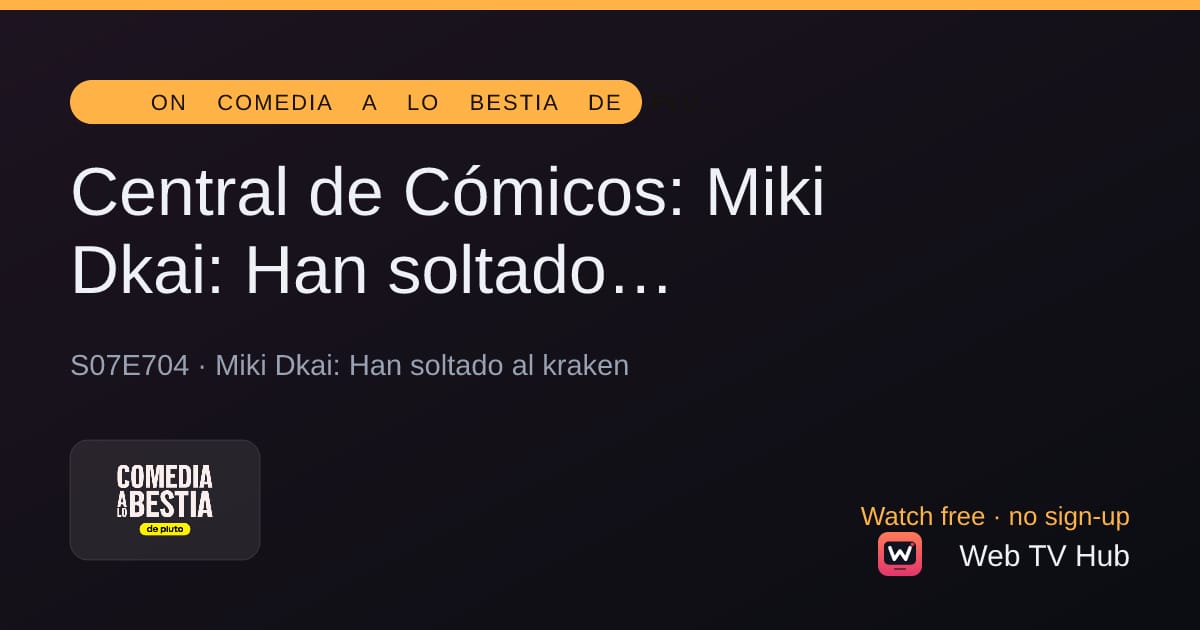 ON COMEDIA A LO BESTIA DE
Central de Cómicos: Miki
Dkai: Han soltado…
S07E704 · Miki Dkai: Han soltado al kraken
COMEDIA
A LO BESTIA
de pluto
Watch free · no sign-up
W
Web TV Hub